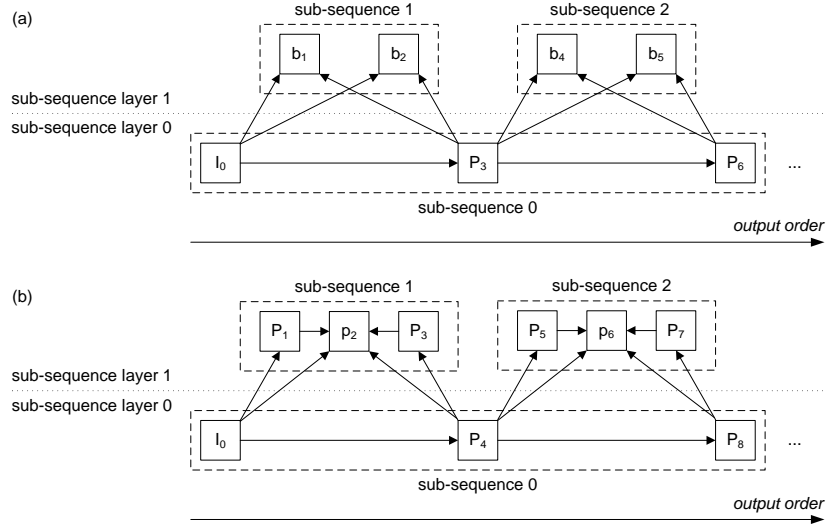 (a)
sub-sequence 1 sub-sequence 2
b1 b2 b4 b5
sub-sequence layer 1
sub-sequence layer 0
I0 P3 P6 ...
sub-sequence 0
output order
(b)
sub-sequence 1 sub-sequence 2
P1 p2 P3 P5 p6 P7
sub-sequence layer 1
sub-sequence layer 0
I0 P4 P8 ...
sub-sequence 0
output order